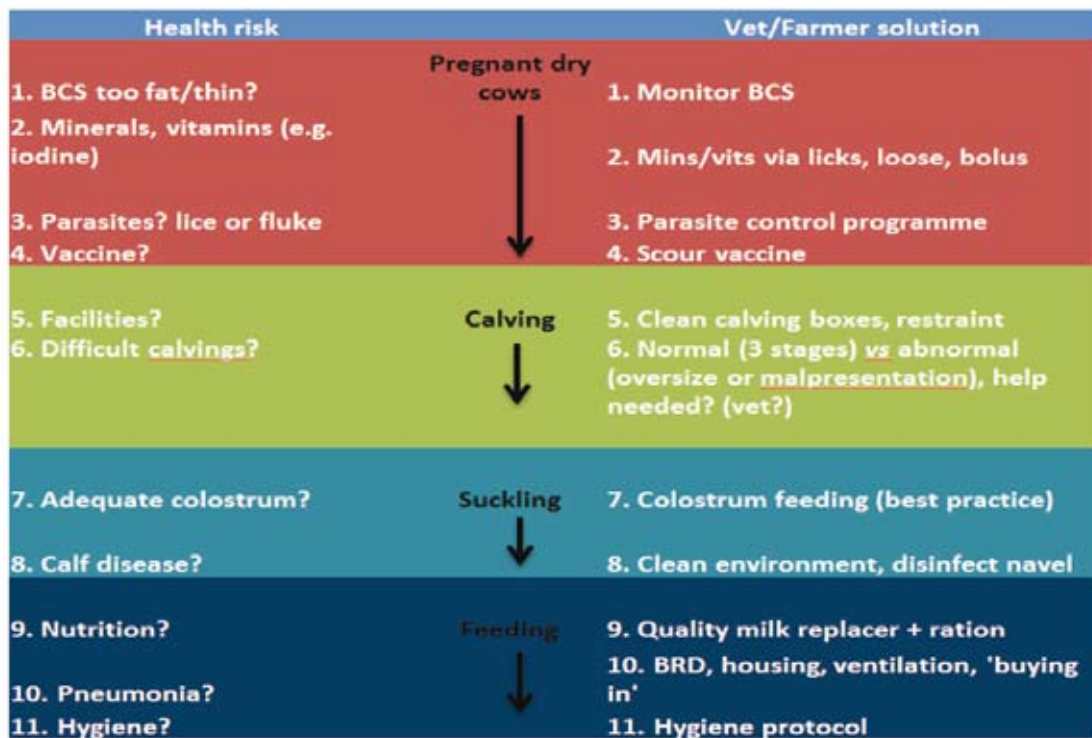 Health risk
Vet/Farmer solution
Pregnant dry
cows
1. BCS too fat/thin?
2. Minerals, vitamins (e.g.
iodine)
3. Parasites? lice or fluke
4. Vaccine?
1. Monitor BCS
2. Mins/vits via licks, loose, bolus
3. Parasite control programme
4. Scour vaccine
5. Facilities?
6. Difficult calvings?
Calving
5. Clean calving boxes, restraint
6. Normal (3 stages) vs abnormal
(oversize or malpresentation), help
needed? (vet?)
7. Adequate colostrum?
8. Calf disease?
Suckling
7. Colostrum feeding (best practice)
8. Clean environment, disinfect navel
9. Nutrition?
10. Pneumonia?
11. Hygiene?
Feeding
9. Quality milk replacer + ration
10. BRD, housing, ventilation, 'buying
in'
11. Hygiene protocol